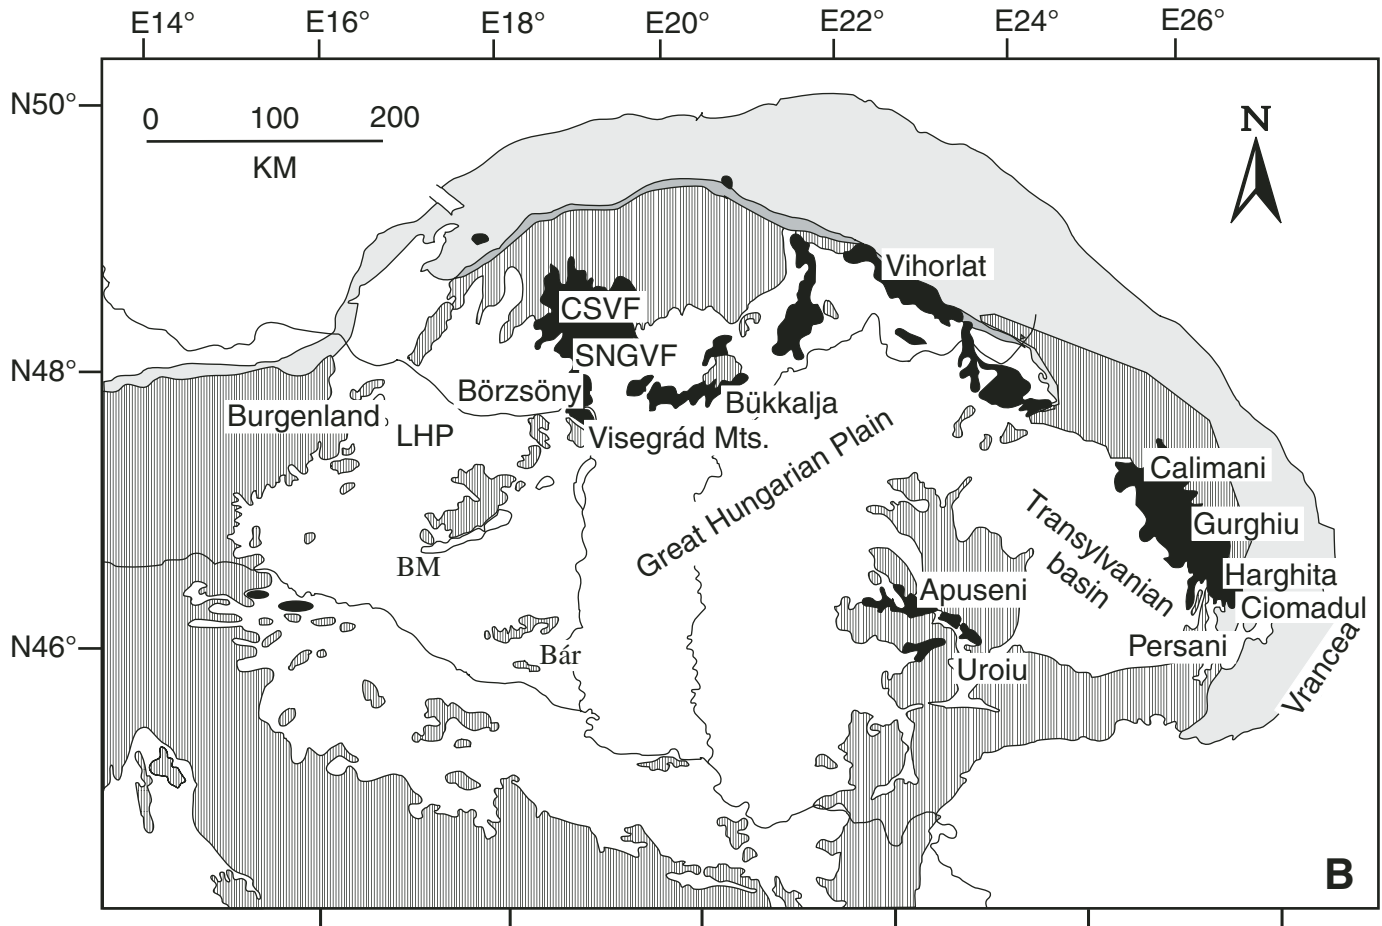 E14° E16° E18° E20° E22° E24° E26°
N50°
0 100 200
KM
N
Vihorlat
CSVF
SNGVF
N48°
Börzsöny
Bükkalja
Burgenland
LHP
Visegrád Mts.
Great Hungarian Plain
Calimani
Gurghiu
Transylvanian
basin
BM
Harghita
Apuseni
Ciomadul
N46°
Persani
Bár
Uroiu
Vrancea
B